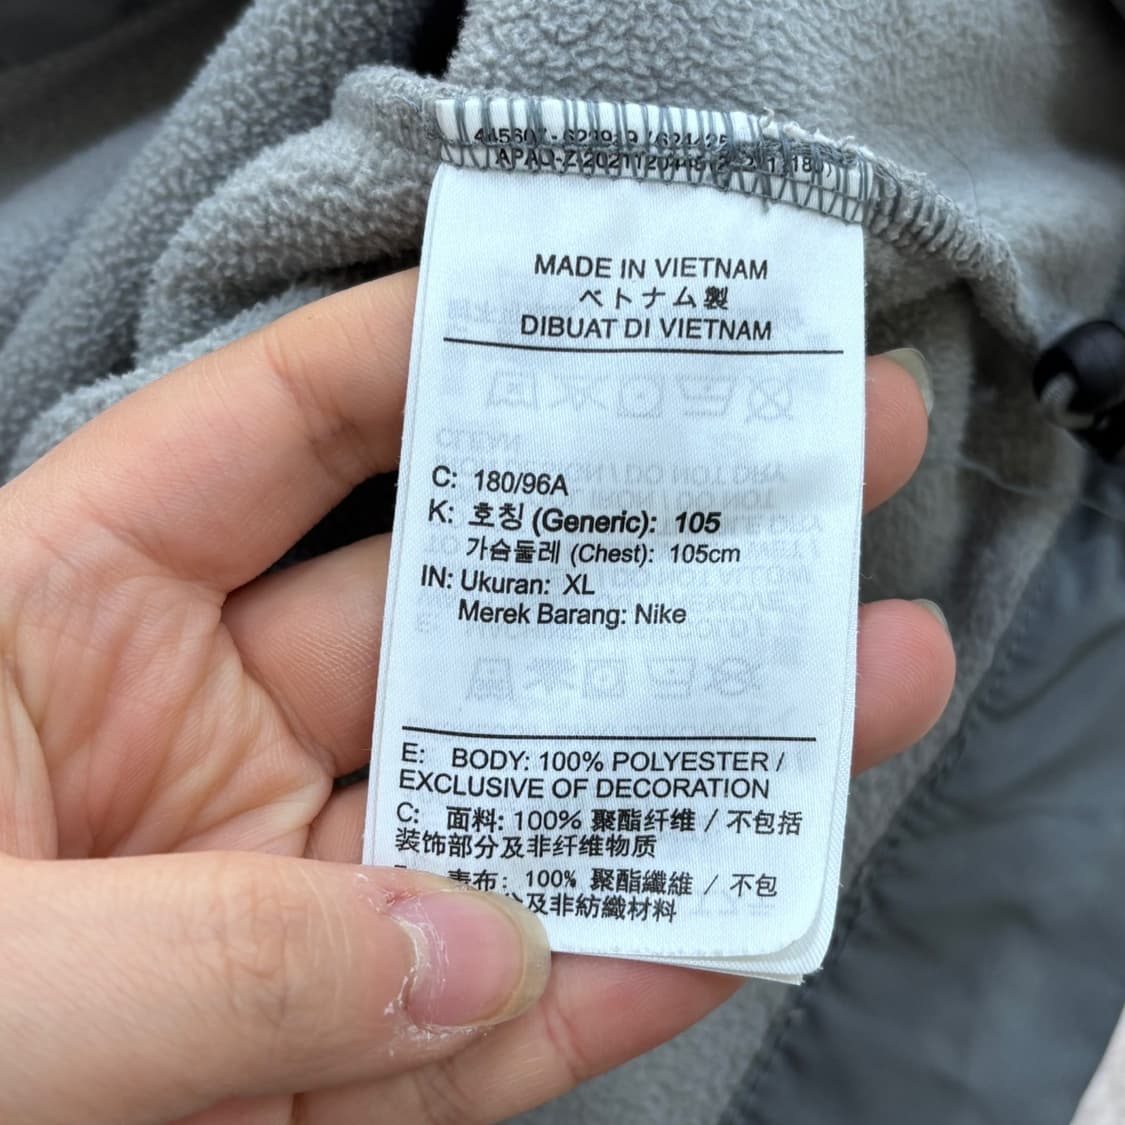 MADE IN VIETNAM
ベトナム製
DIBUAT DI VIETNAM
C: 180/96A
K: 호칭 (Generic): 105
가슴둘레 (Chest): 105cm
IN: Ukuran: XL
Merek Barang: Nike
E: BODY: 100% POLYESTER /
EXCLUSIVE OF DECORATION
C: 面料: 100% 聚酯纤维 / 不包括
装饰部分及非纤维物质
布: 100% 聚酯纖維 / 不包
及非紡織材料